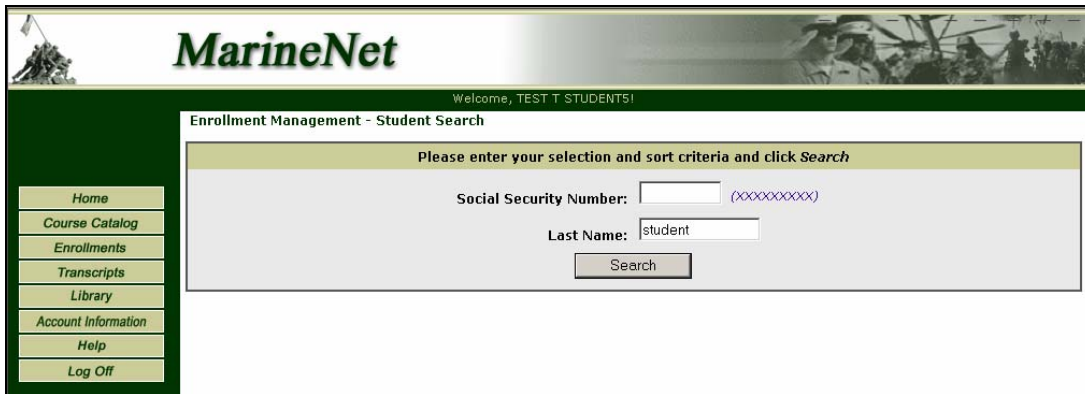 MarineNet
Welcome, TEST T STUDENT5!
Enrollment Management - Student Search
Please enter your selection and sort criteria and click Search
Social Security Number: (XXXXXXXXX)
Last Name: student
Search
Home
Course Catalog
Enrollments
Transcripts
Library
Account Information
Help
Log Off